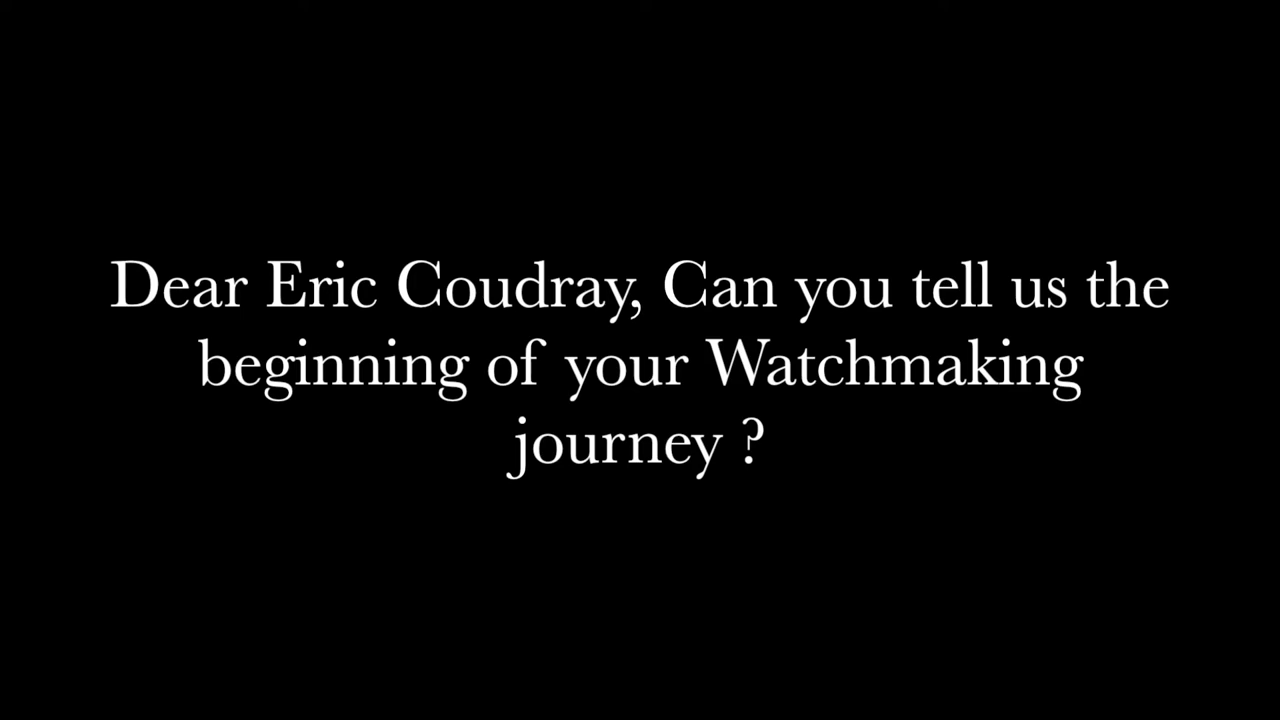 Dear Eric Coudray, Can you tell us the
beginning of your Watchmaking
journey ?